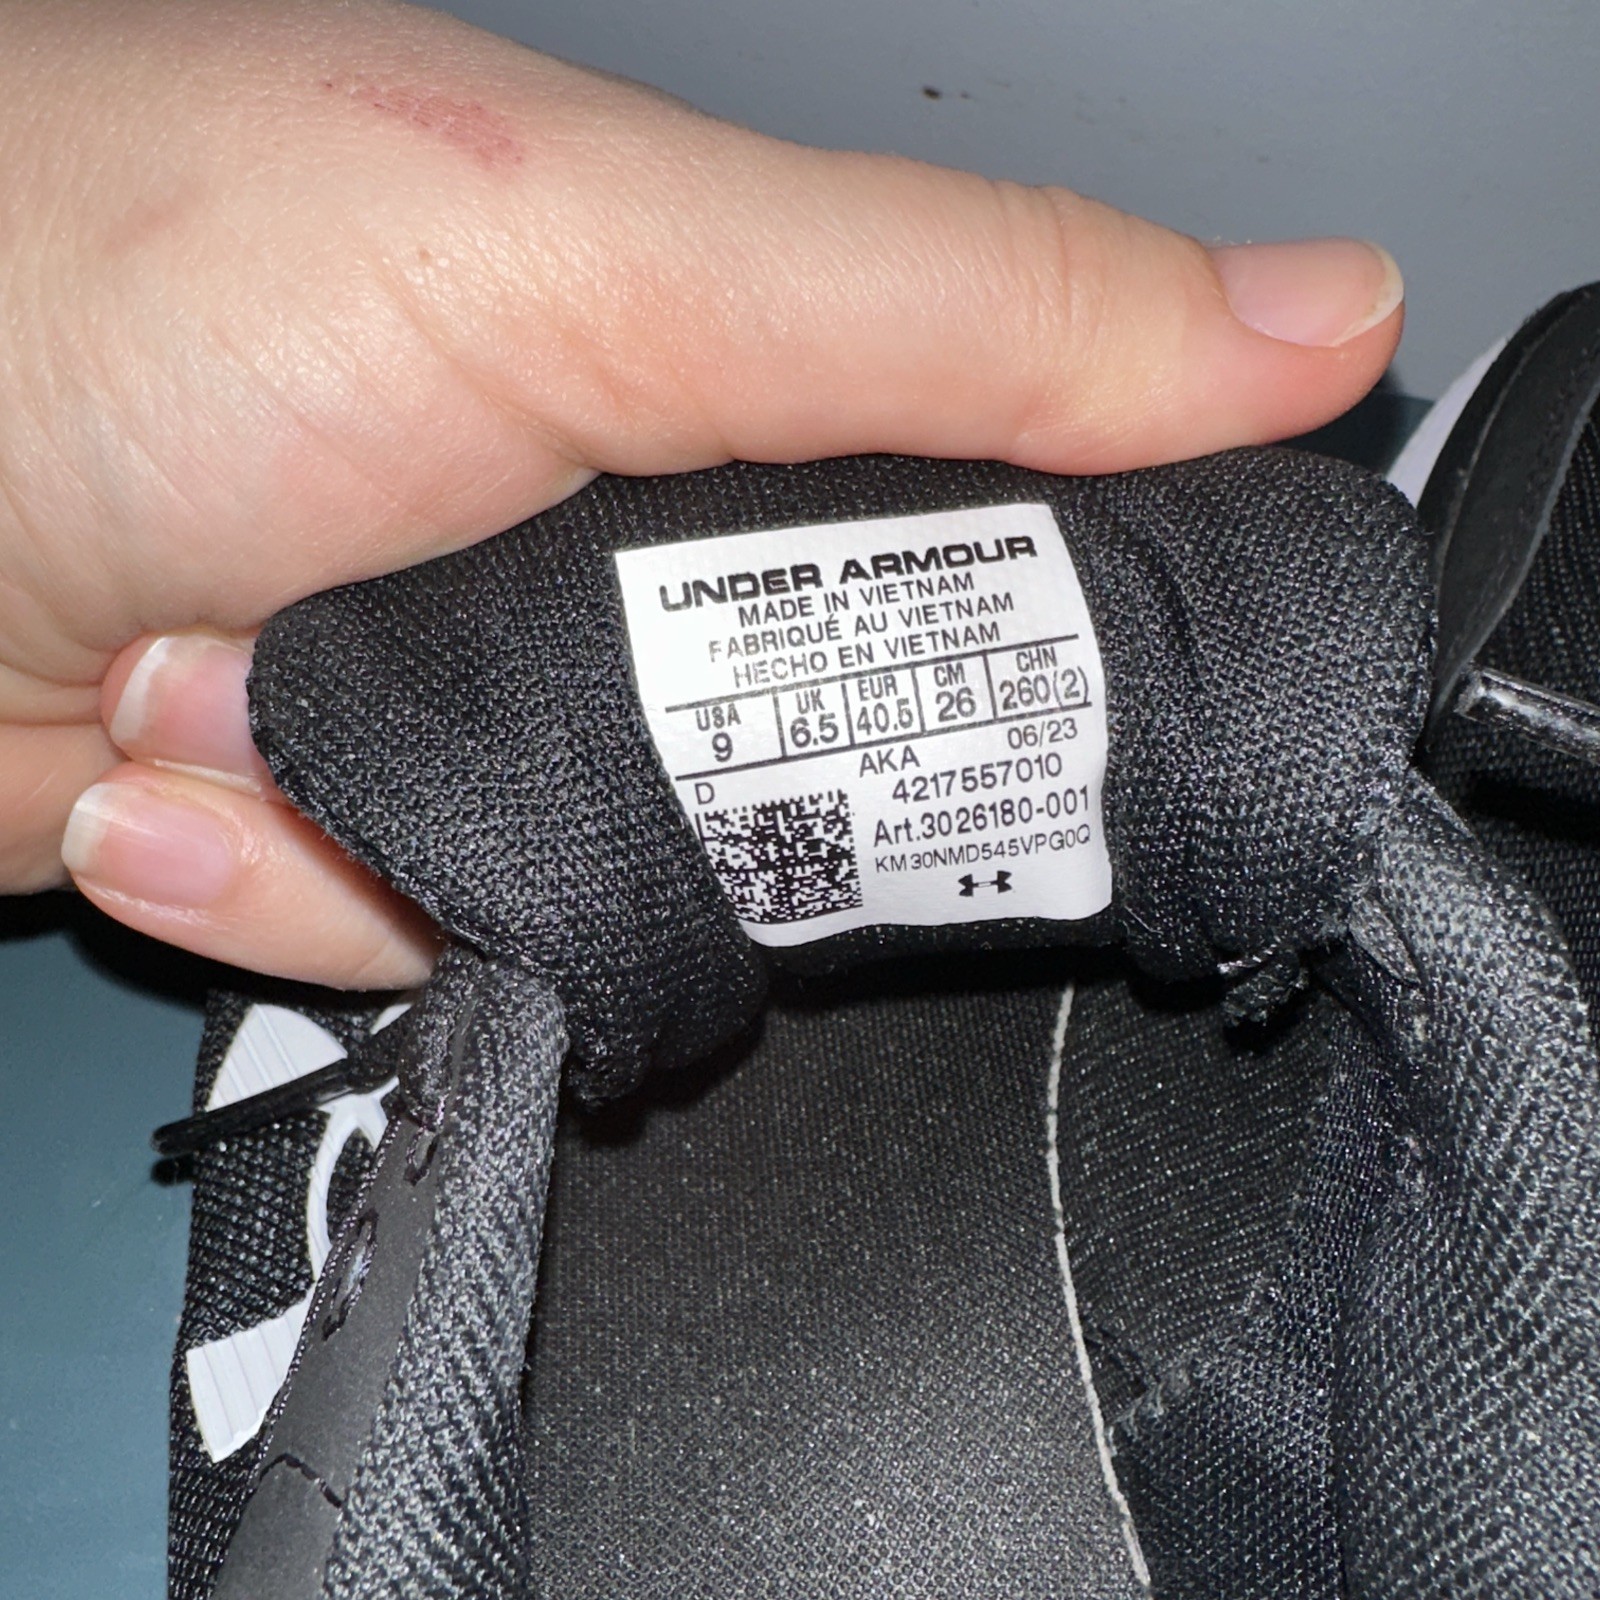 UNDER ARMOUR
MADE IN VIETNAM
FABRIQUÉ AU VIETNAM
HECHO EN VIETNAM
USA UK EUR CM CHN
9 6.5 40.5 26 260(2)
AKA 06/23
D 4217557010
Art.3026180-001
KM30NMD545VPG0Q